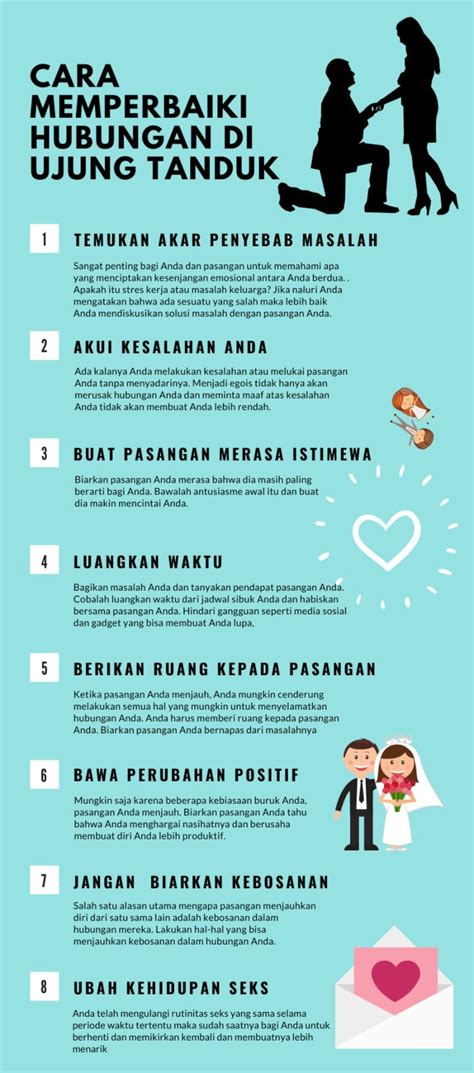 CARA
MEMPERBAIKI
HUBUNGAN DI
UJUNG TANDUK
1 TEMUKAN AKAR PENYEBAB MASALAH
Sangat penting bagi Anda dan pasangan untuk memahami apa
yang menciptakan kesenjangan emosional antara Anda berdua. .
Apakah itu stres kerja atau masalah keluarga? Jika naluri Anda
mengatakan bahwa ada sesuatu yang salah maka lebih baik
Anda mendiskusikan solusi masalah dengan pasangan Anda.
2 AKUI KESALAHAN ANDA
Ada kalanya Anda melakukan kesalahan atau melukai pasangan
Anda tanpa menyadarinya. Menjadi egois tidak hanya akan
merusak hubungan Anda dan meminta maaf atas kesalahan
Anda tidak akan membuat Anda lebih rendah.
3 BUAT PASANGAN MERASA ISTIMEWA
Biarkan pasangan Anda merasa bahwa dia masih paling
berarti bagi Anda. Bawalah antusiasme awal itu dan buat
dia makin mencintai Anda.
4 LUANGKAN WAKTU
Bagikan masalah Anda dan tanyakan pendapat pasangan Anda.
Cobalah luangkan waktu dari jadwal sibuk Anda dan habiskan
bersama pasangan Anda. Hindari gangguan seperti media sosial
dan gadget yang bisa membuat Anda lupa,
5 BERIKAN RUANG KEPADA PASANGAN
Ketika pasangan Anda menjauh, Anda mungkin cenderung
melakukan semua hal yang mungkin untuk menyelamatkan
hubungan Anda. Anda harus memberi ruang kepada pasangan
Anda. Biarkan pasangan Anda bernapas dari masalahnya
6 BAWA PERUBAHAN POSITIF
Mungkin saja karena beberapa kebiasaan buruk Anda,
pasangan Anda menjauh. Biarkan pasangan Anda tahu
bahwa Anda menghargai nasihatnya dan berusaha
membuat diri Anda lebih produktif.
7 JANGAN BIARKAN KEBOSANAN
Salah satu alasan utama mengapa pasangan menjauhkan
diri dari satu sama lain adalah kebosanan dalam
hubungan mereka. Lakukan hal-hal yang bisa
menjauhkan kebosanan dalam hubungan Anda.
8 UBAH KEHIDUPAN SEKS
Anda telah mengulangi rutinitas seks yang sama selama
periode waktu tertentu maka sudah saatnya bagi Anda untuk
berhenti dan memikirkan kembali dan membuatnya lebih
menarik